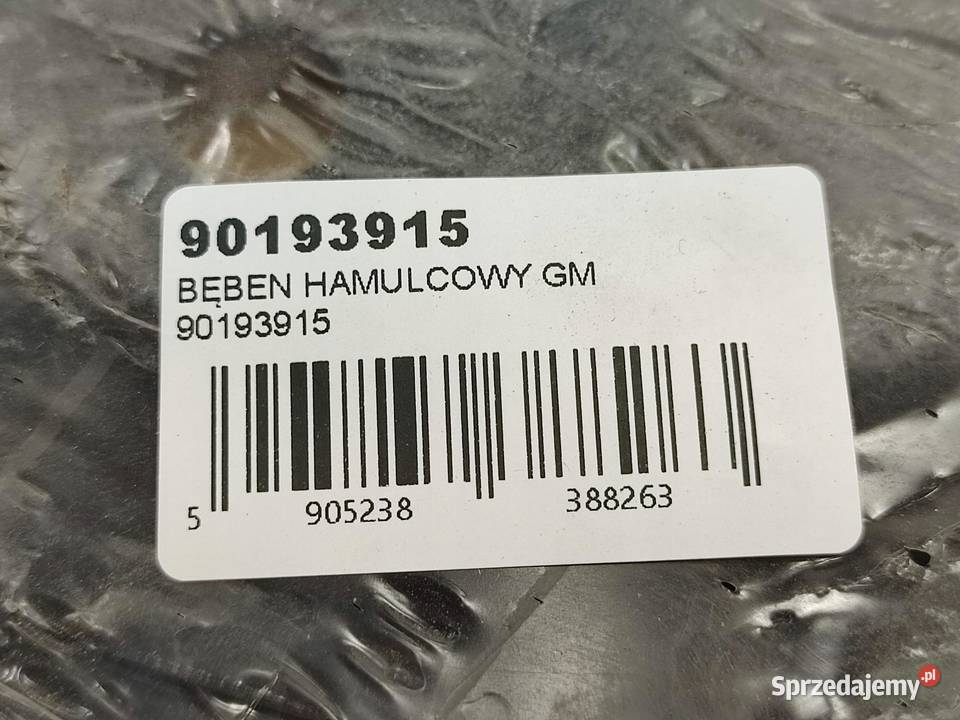 90193915
BĘBEN HAMULCOWY GM
90193915
5 905238 388263
Sprzedajemy.pl